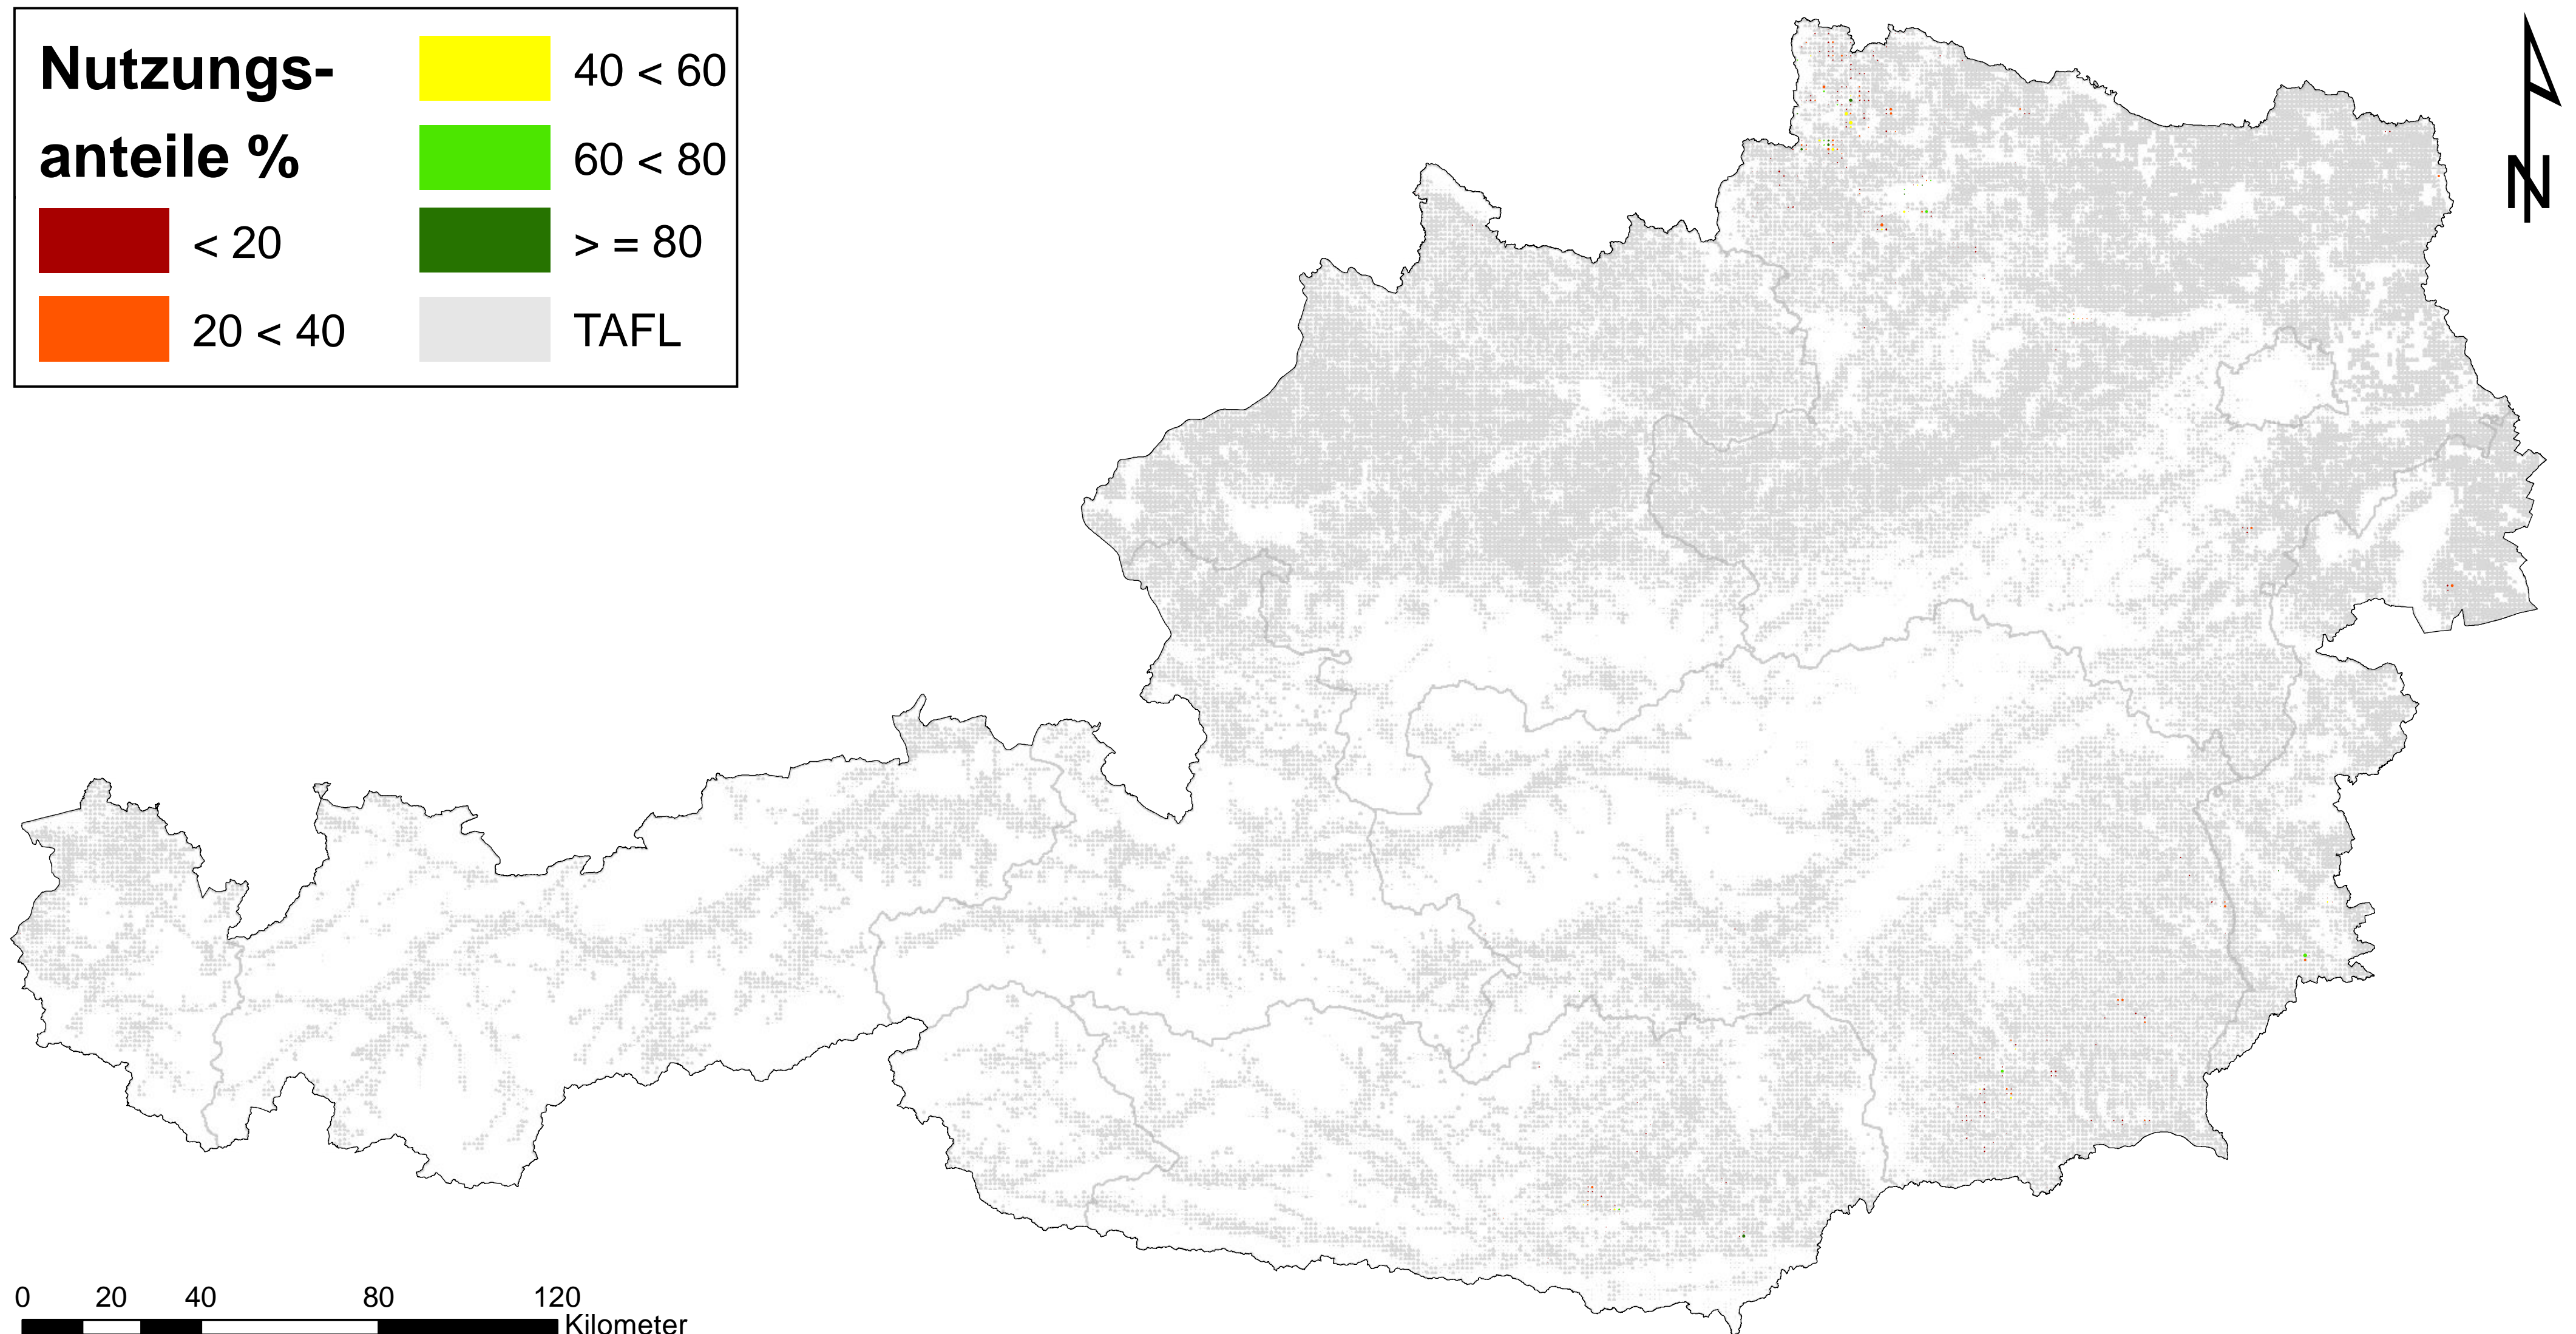 Nutzungs-
anteile %
< 20
20 < 40
40 < 60
60 < 80
> = 80
TAFL
N
0 20 40 80 120
Kilometer